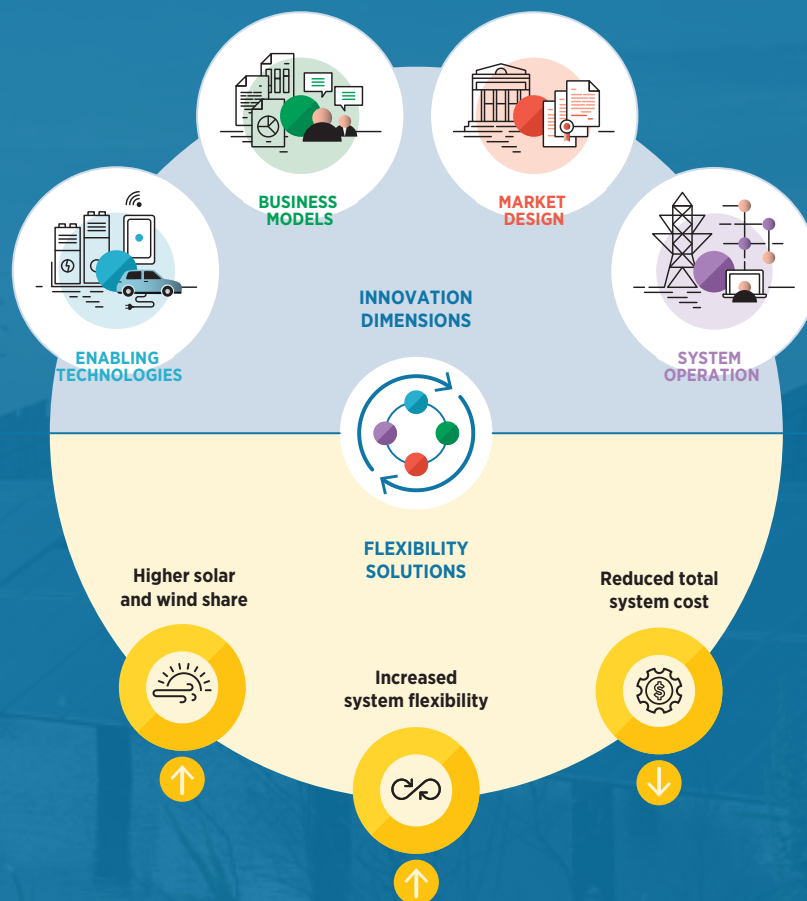 BUSINESS
MODELS
MARKET
DESIGN
ENABLING
TECHNOLOGIES
INNOVATION
DIMENSIONS
SYSTEM
OPERATION
FLEXIBILITY
SOLUTIONS
Higher solar
and wind share
Increased
system flexibility
Reduced total
system cost
$